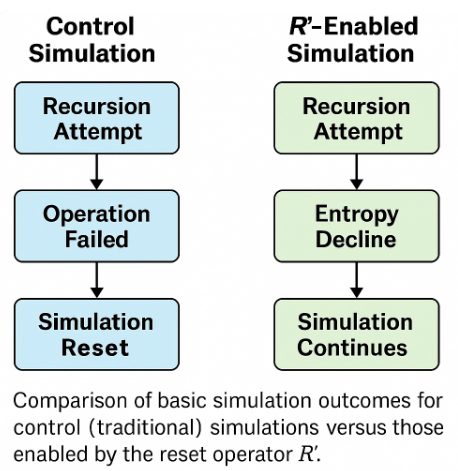 Control
Simulation
Recursion
Attempt
Operation
Failed
Simulation
Reset
R’-Enabled
Simulation
Recursion
Attempt
Entropy
Decline
Simulation
Continues
Comparison of basic simulation outcomes for
control (traditional) simulations versus those
enabled by the reset operator R’.